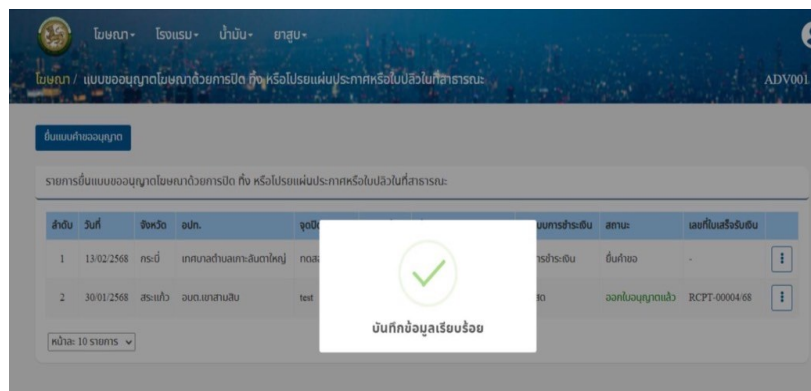 โฆษณา โรงแรม น้ำมัน ยาสูบ
โฆษณา / แบบขออนุญาตโฆษณาด้วยการปิด ทิ้ง หรือโปรยแผ่นประกาศหรือใบปลิวในที่สาธารณะ ADV001
ยื่นแบบคำขออนุญาต
รายการยื่นแบบขออนุญาตโฆษณาด้วยการปิด ทิ้ง หรือโปรยแผ่นประกาศหรือใบปลิวในที่สาธารณะ
ลำดับ วันที่ จังหวัด อปท. สถานะ เลขที่ใบเสร็จรับเงิน
1 13/02/2568 กระบี่ เทศบาลตำบลเกาะลันตาใหญ่ ยื่นคำขอ -
2 30/01/2568 สระแก้ว อบต.เขาสามสิบ test ออกใบอนุญาตแล้ว RCPT-00004/68
บันทึกข้อมูลเรียบร้อย
หน้าละ 10 รายการ